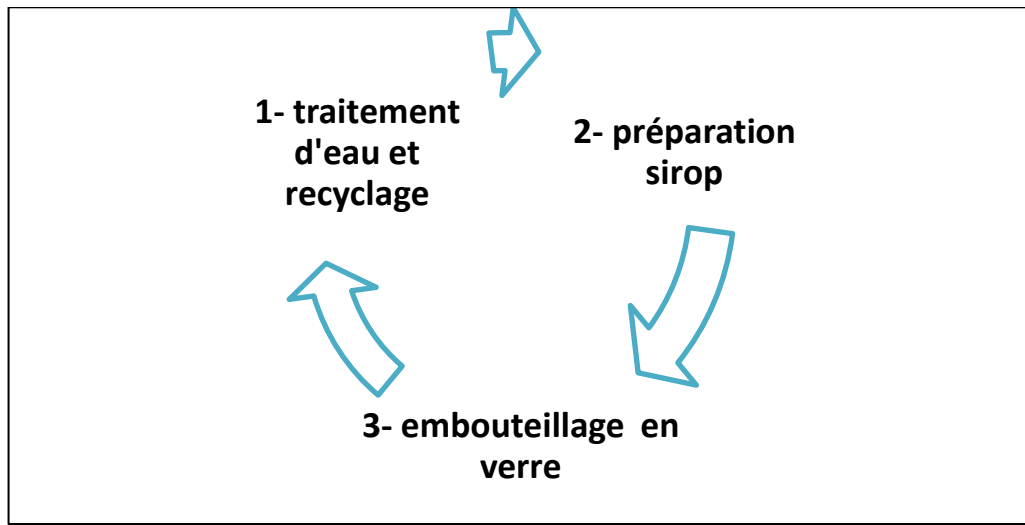 1- traitement
d'eau et
recyclage
2- préparation
sirop
3- embouteillage  en
verre